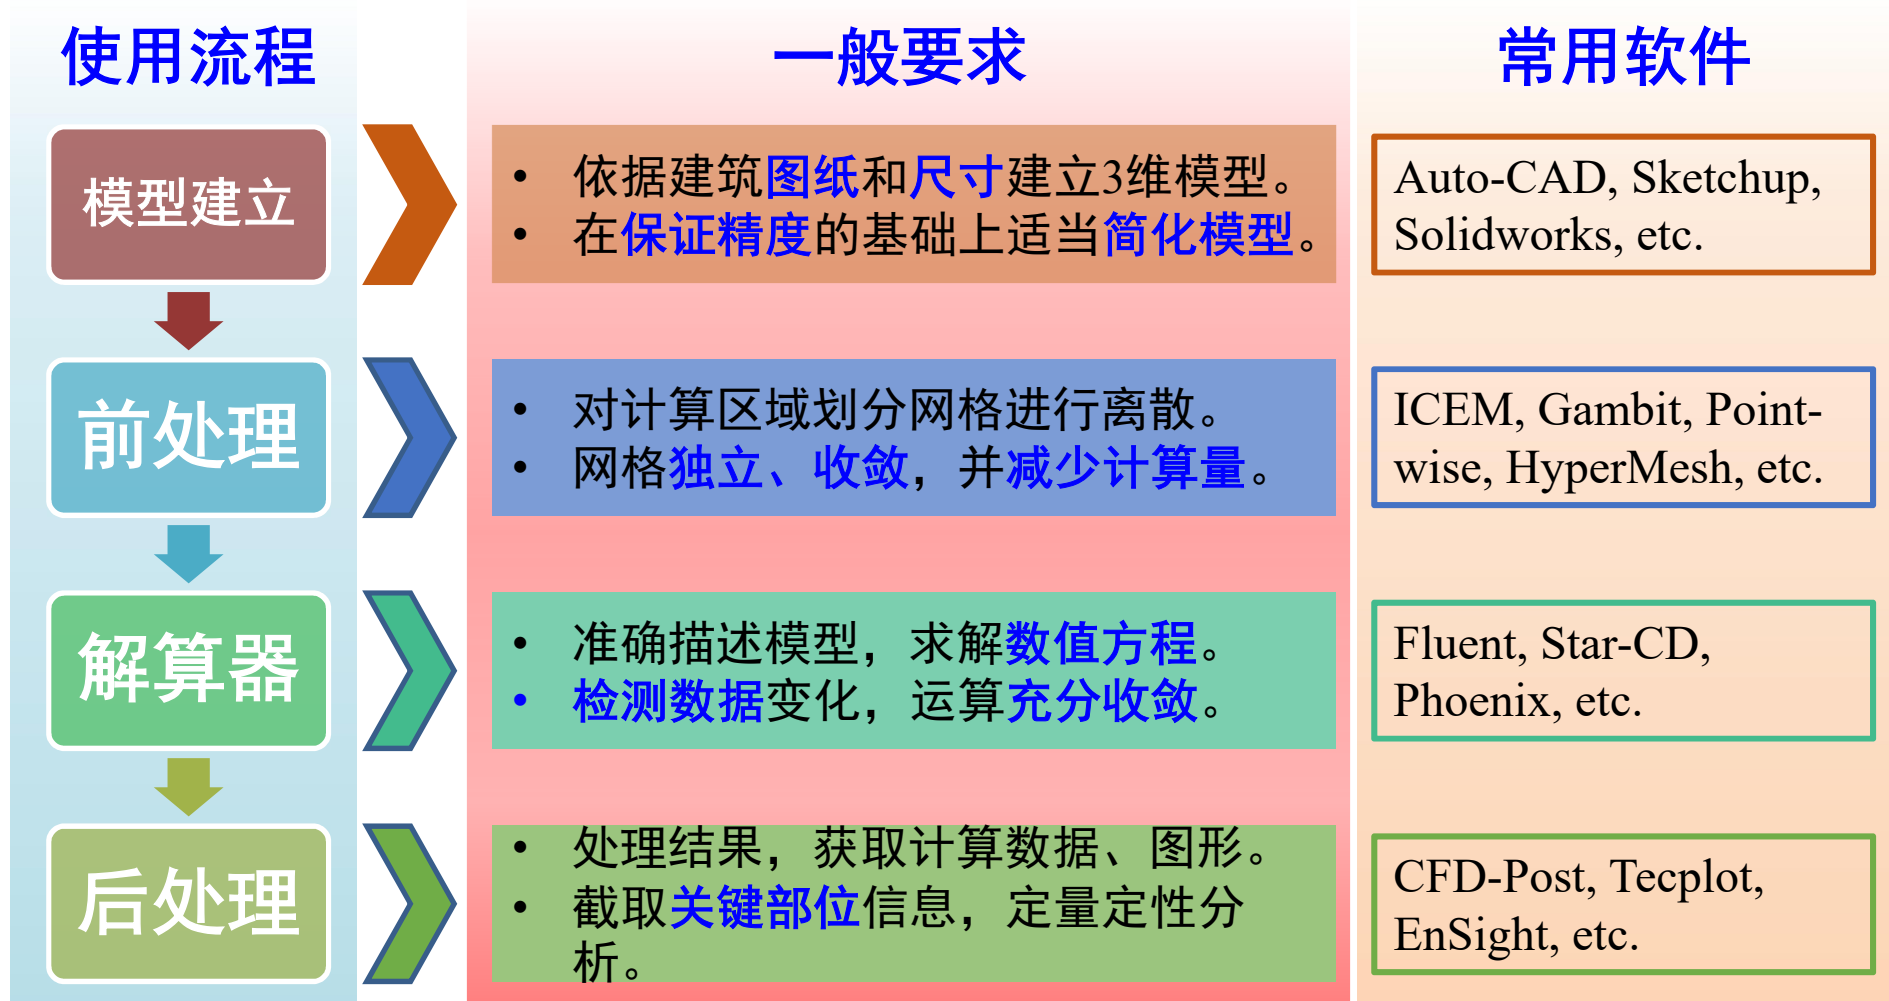 使用流程
一般要求
常用软件
模型建立
• 依据建筑图纸和尺寸建立3维模型。
• 在保证精度的基础上适当简化模型。
Auto-CAD, Sketchup,
Solidworks, etc.
前处理
• 对计算区域划分网格进行离散。
• 网格独立、收敛，并减少计算量。
ICEM, Gambit, Point-
wise, HyperMesh, etc.
解算器
• 准确描述模型，求解数值方程。
• 检测数据变化，运算充分收敛。
Fluent, Star-CD,
Phoenix, etc.
后处理
• 处理结果，获取计算数据、图形。
• 截取关键部位信息，定量定性分
析。
CFD-Post, Tecplot,
EnSight, etc.